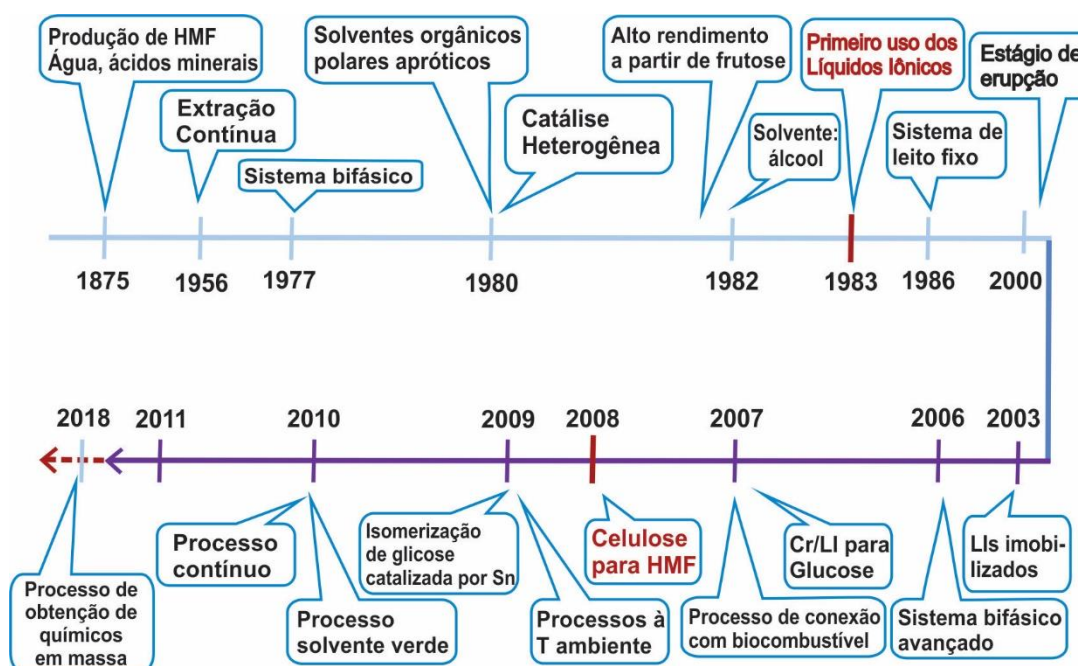 Produção de HMF
Água, ácidos minerais
Extração
Contínua
Sistema bifásico
Solventes orgânicos
polares apróticos
Catálise
Heterogênea
Alto rendimento
a partir de frutose
Solvente:
álcool
Primeiro uso dos
Líquidos Iônicos
Sistema de
leito fixo
Estágio de
erupção
1875
1956
1977
1980
1982
1983
1986
2000
2018
2011
2010
2009
2008
2007
2006
2003
Processo de
obtenção de
químicos
em massa
Processo
contínuo
Processo
solvente verde
Isomerização
de glicose
catalizada por Sn
Processos à
T ambiente
Celulose
para HMF
Processo de conexão
com biocombustível
Cr/LI para
Glucose
Sistema bifásico
avançado
LIs imobi-
lizados